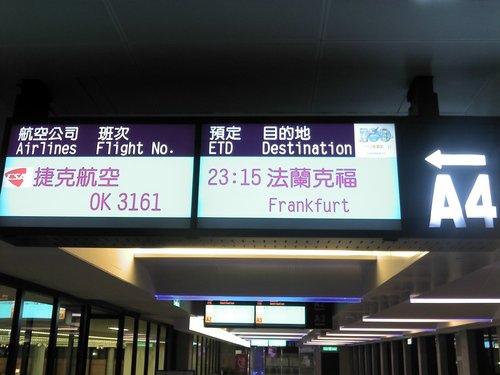 航空公司 班次
Airlines Flight No.
捷克航空
OK 3161
預定 目的地
ETD Destination
23:15 法蘭克福
Frankfurt
A4